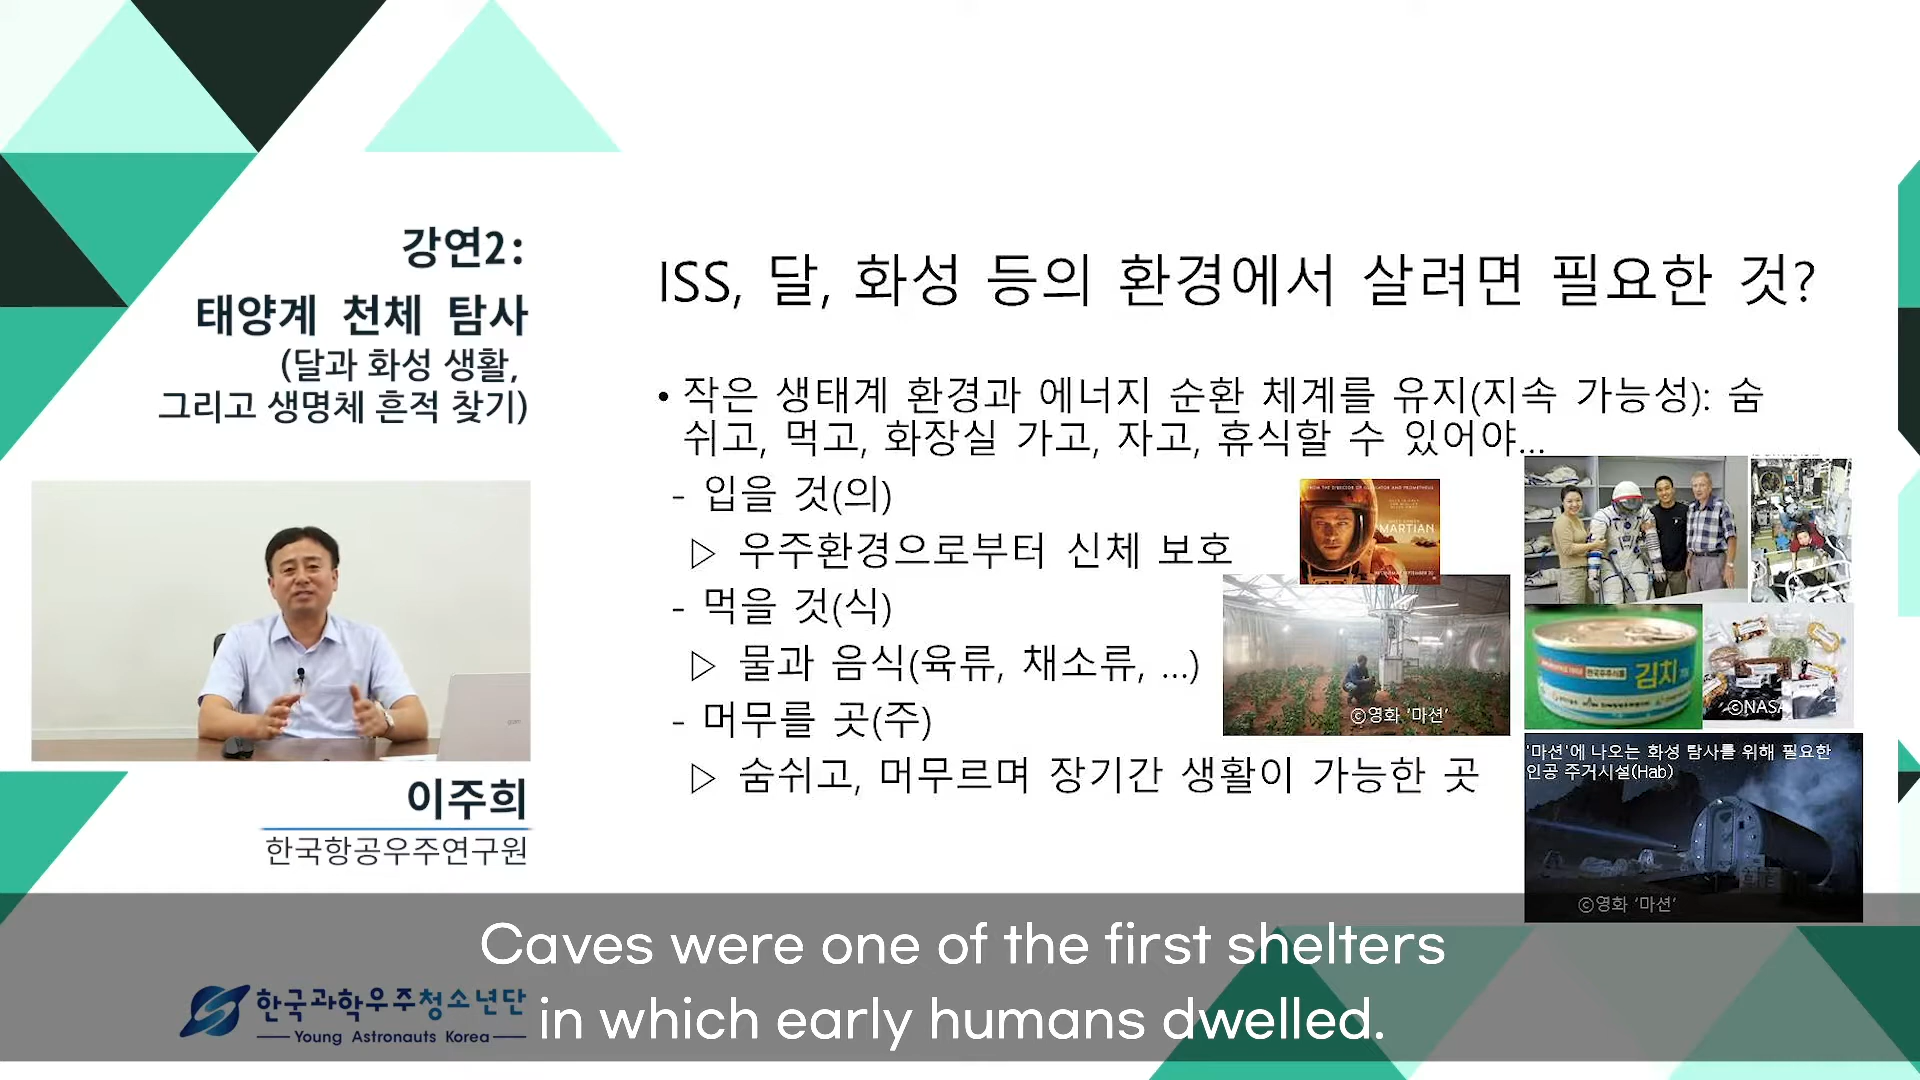 강연2:
태양계 천체 탐사
(달과 화성 생활,
그리고 생명체 흔적 찾기)
이주희
한국항공우주연구원
ISS, 달, 화성 등의 환경에서 살려면 필요한 것?
• 작은 생태계 환경과 에너지 순환 체계를 유지(지속 가능성): 숨
쉬고, 먹고, 화장실 가고, 자고, 휴식할 수 있어야...
- 입을 것(의)
▷ 우주환경으로부터 신체 보호
- 먹을 것(식)
▷ 물과 음식(육류, 채소류, ...)
- 머무를 곳(주)
▷ 숨쉬고, 머무르며 장기간 생활이 가능한 곳
MARTIAN
ⓒ영화 '마션'
김치
ⓒNASA
'마션'에 나오는 화성 탐사를 위해 필요한
인공 주거시설(Hab)
ⓒ영화 '마션'
Caves were one of the first shelters
in which early humans dwelled.
한국과학우주청소년단
Young Astronauts Korea